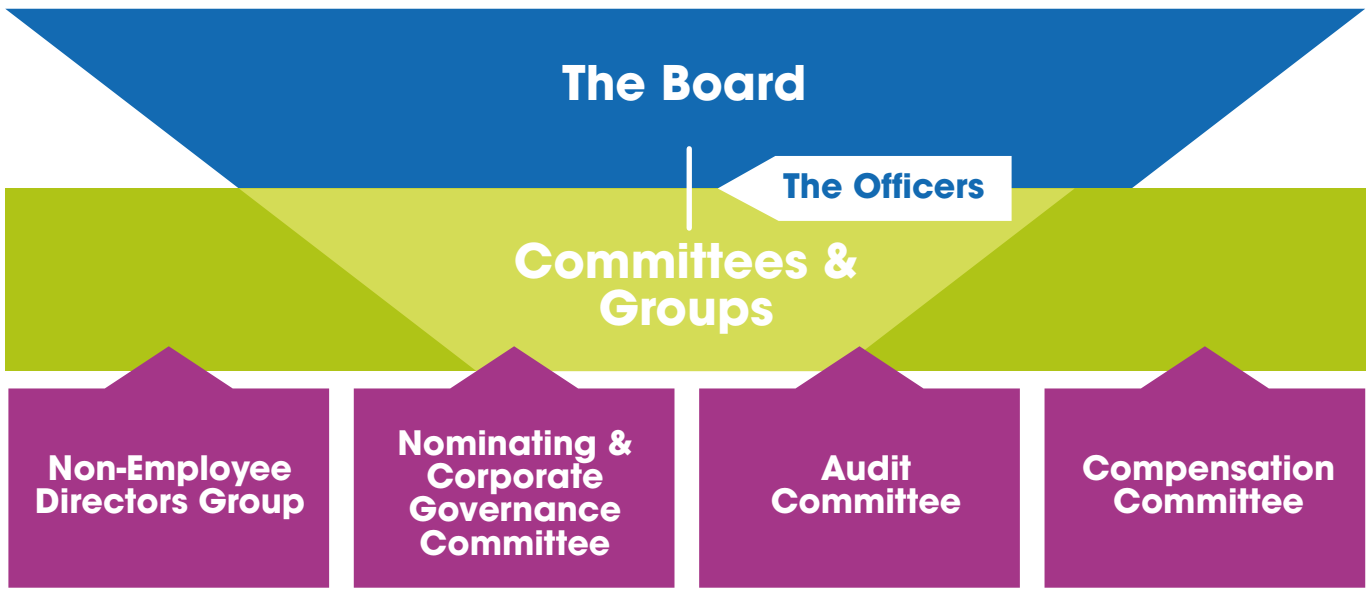 The Board
The Officers
Committees &
Groups
Non-Employee
Directors Group
Nominating &
Corporate
Governance
Committee
Audit
Committee
Compensation
Committee